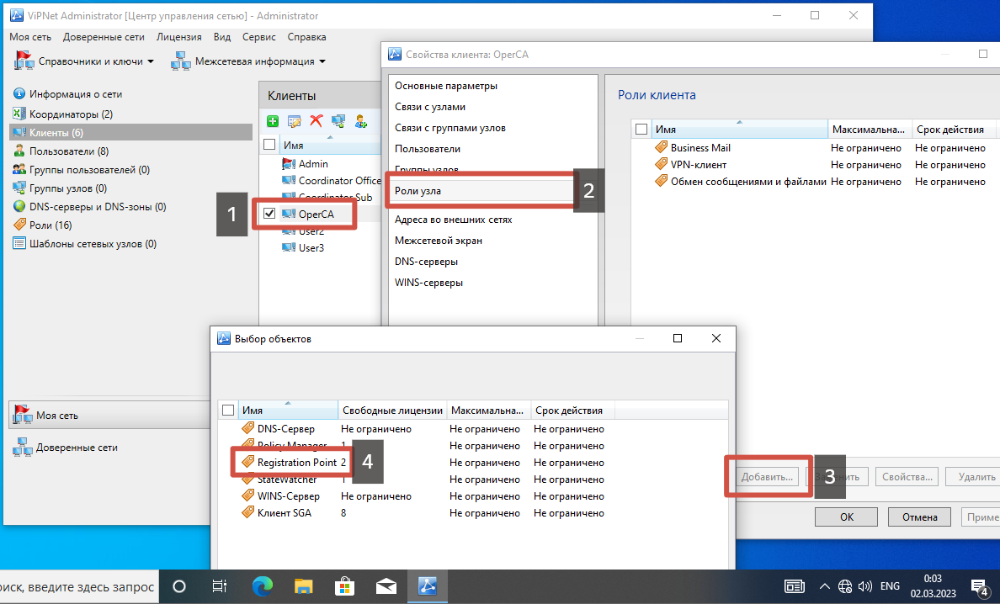 ViPNet Administrator [Центр управления сетью] - Administrator
Моя сеть Доверенные сети Лицензия Вид Сервис Справка
Справочники и ключи Межсетевая информация
Информация о сети
Координаторы (2)
Клиенты (6)
Пользователи (8)
Группы пользователей (0)
Группы узлов (0)
DNS-серверы и DNS-зоны (0)
Роли (16)
Шаблоны сетевых узлов (0)
Моя сеть
Доверенные сети
Клиенты
Имя
Admin
Coordinator Office
Coordinator Sub
1
OperCA
User2
User3
Свойства клиента: OperCA
Основные параметры
Связи с узлами
Связи с группами узлов
Пользователи
Группы узлов
Роли узла
2
Адреса во внешних сетях
Межсетевой экран
DNS-серверы
WINS-серверы
Роли клиента
Имя Максимальна... Срок действия
Business Mail Не ограничено Не ограничено
VPN-клиент Не ограничено Не ограничено
Обмен сообщениями и файлами Не ограничено Не ограничено
Добавить... 3 Свойства... Удалить
OK Отмена Приме
Выбор объектов
Имя Свободные лицензии Максимальна... Срок действия
DNS-Сервер Не ограничено Не ограничено Не ограничено
Policy Manager 1 Не ограничено Не ограничено
Registration Point 2 4 Не ограничено Не ограничено
StateWatcher 1 Не ограничено Не ограничено
WINS-Сервер Не ограничено Не ограничено Не ограничено
Клиент SGA 8 Не ограничено Не ограничено
оиск, введите здесь запрос
ENG
0:03
02.03.2023
4